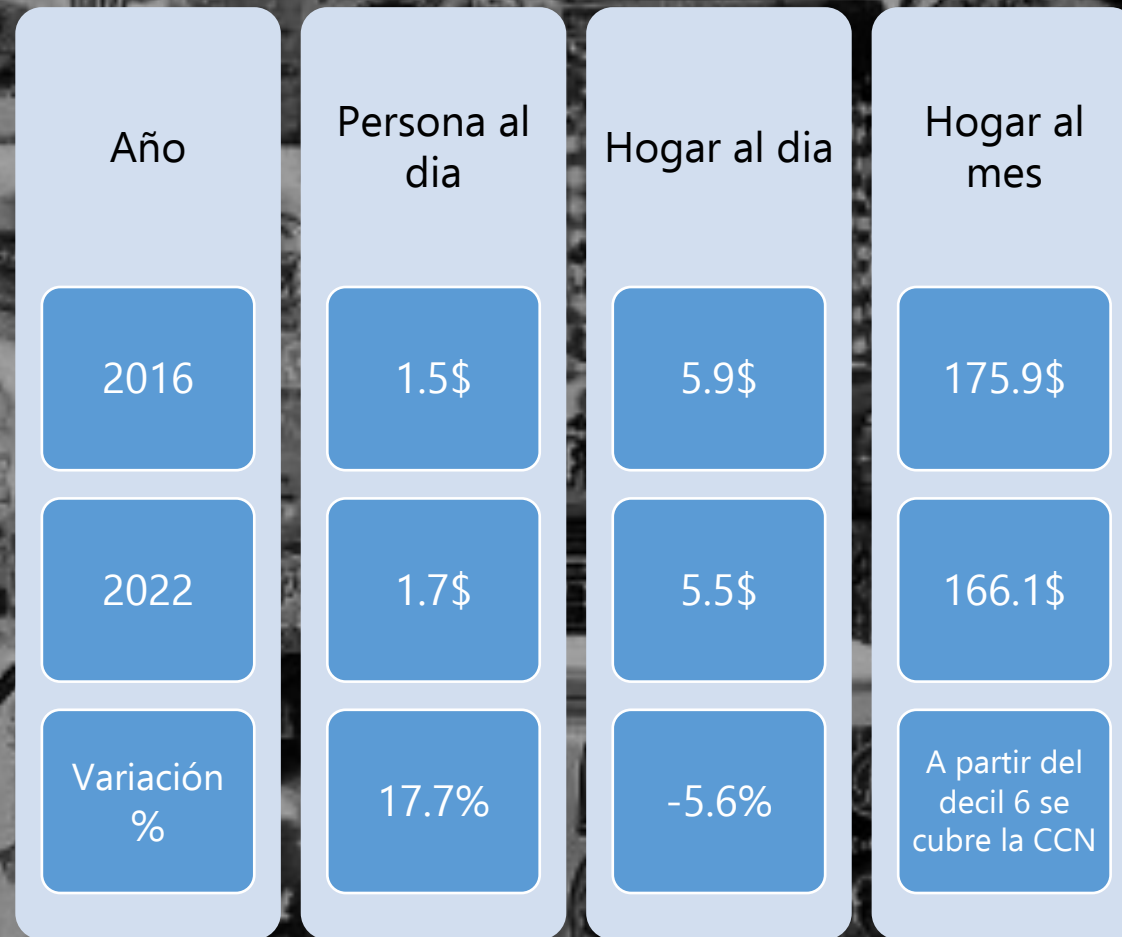 Año
Persona al
dia
Hogar al dia
Hogar al
mes
2016
1.5$
5.9$
175.9$
2022
1.7$
5.5$
166.1$
Variación
%
17.7%
-5.6%
A partir del
decil 6 se
cubre la CCN